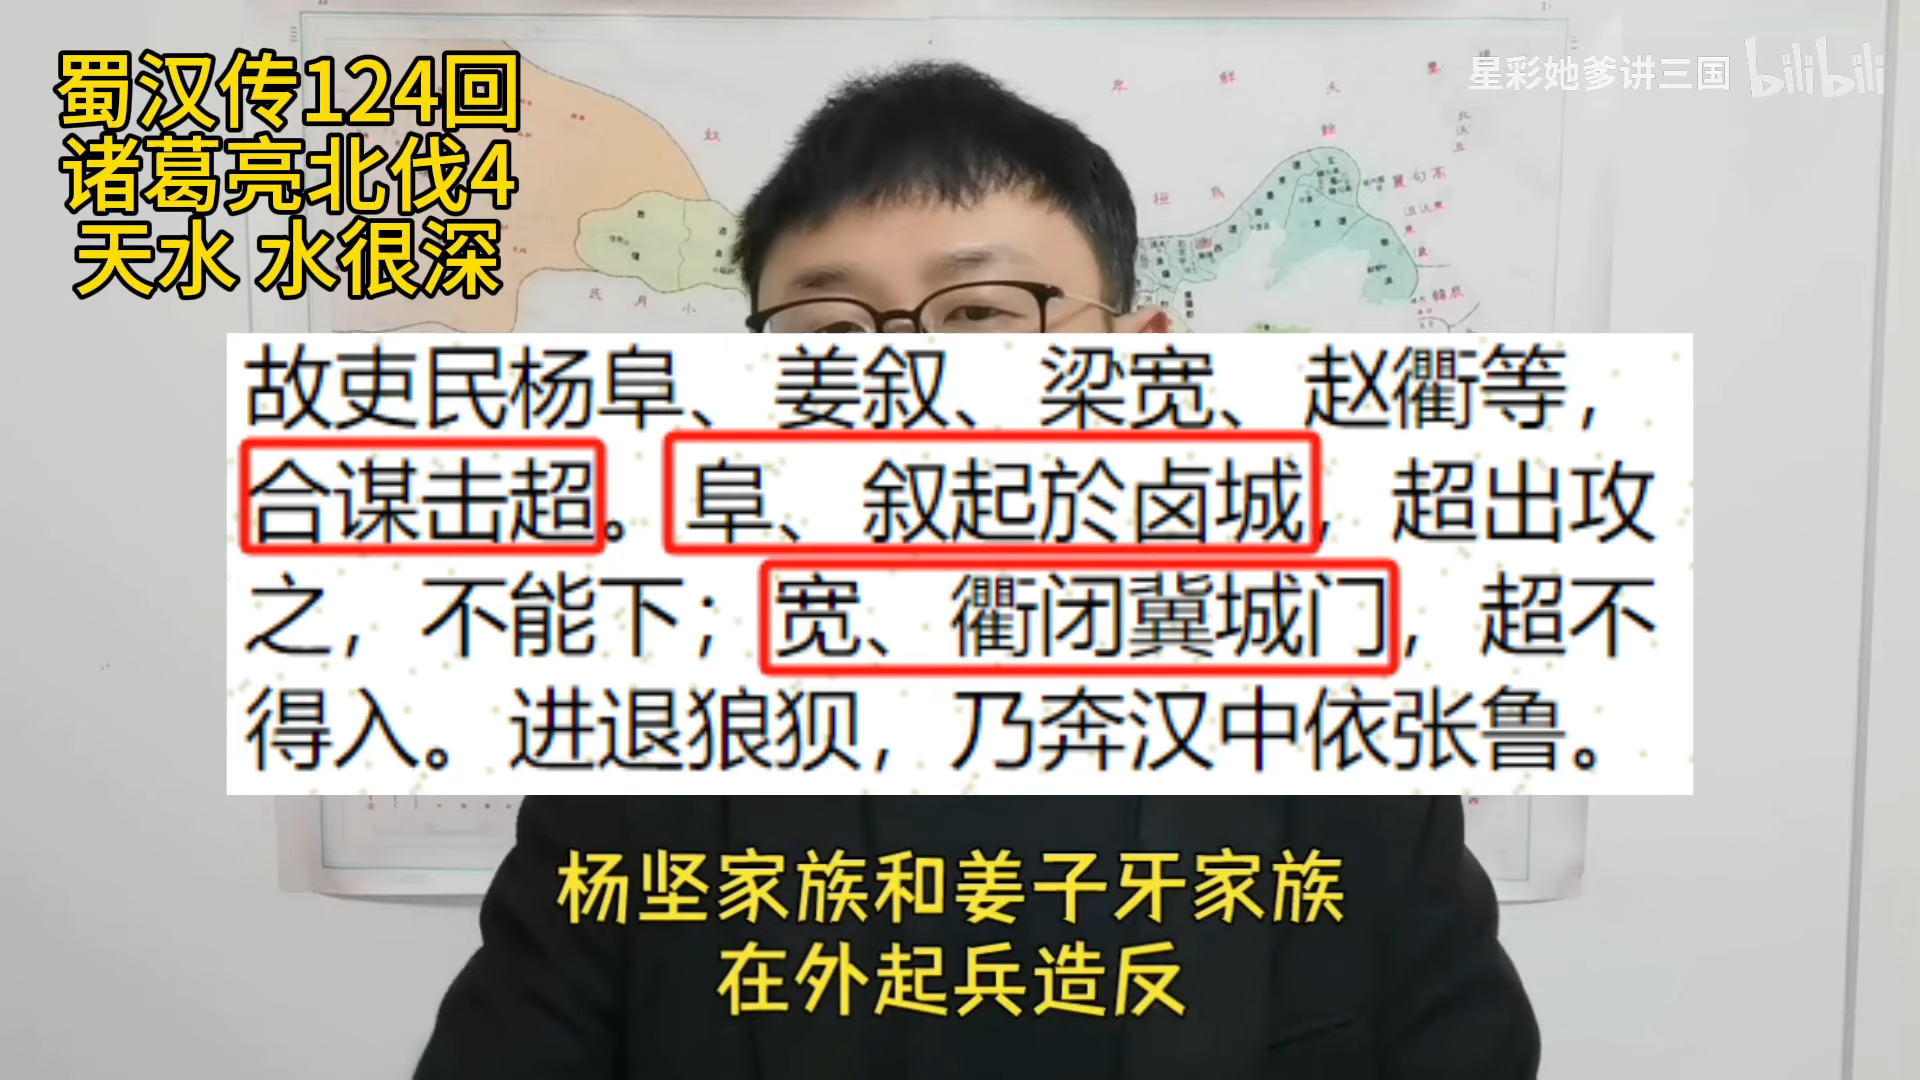 蜀汉传124回
诸葛亮北伐4
天水 水很深
星彩她爹讲三国 bilibili
故吏民杨阜、姜叙、梁宽、赵衢等，
合谋击超。阜、叙起於卤城，超出攻
之，不能下；宽、衢闭冀城门，超不
得入。进退狼狈，乃奔汉中依张鲁。
杨坚家族和姜子牙家族
在外起兵造反